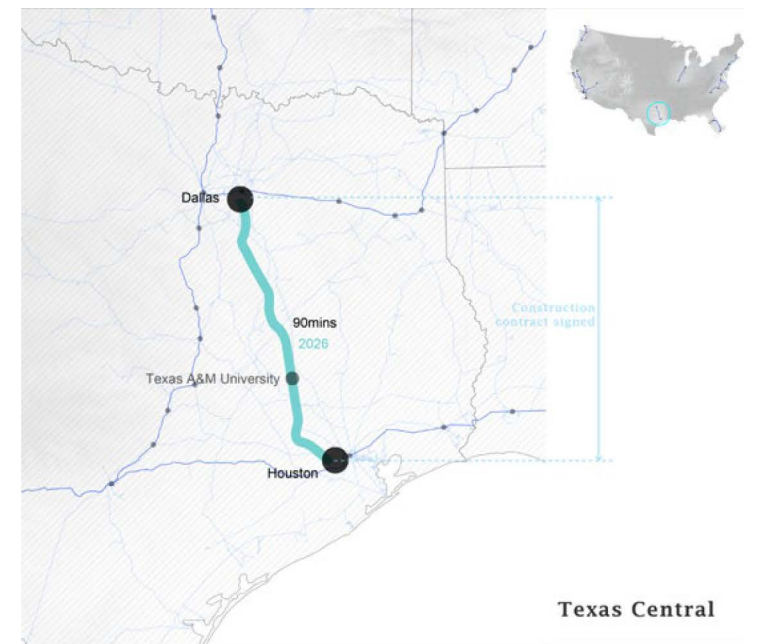 Dallas
Construction
contract signed
90mins
2026
Texas A&M University
Houston
Texas Central